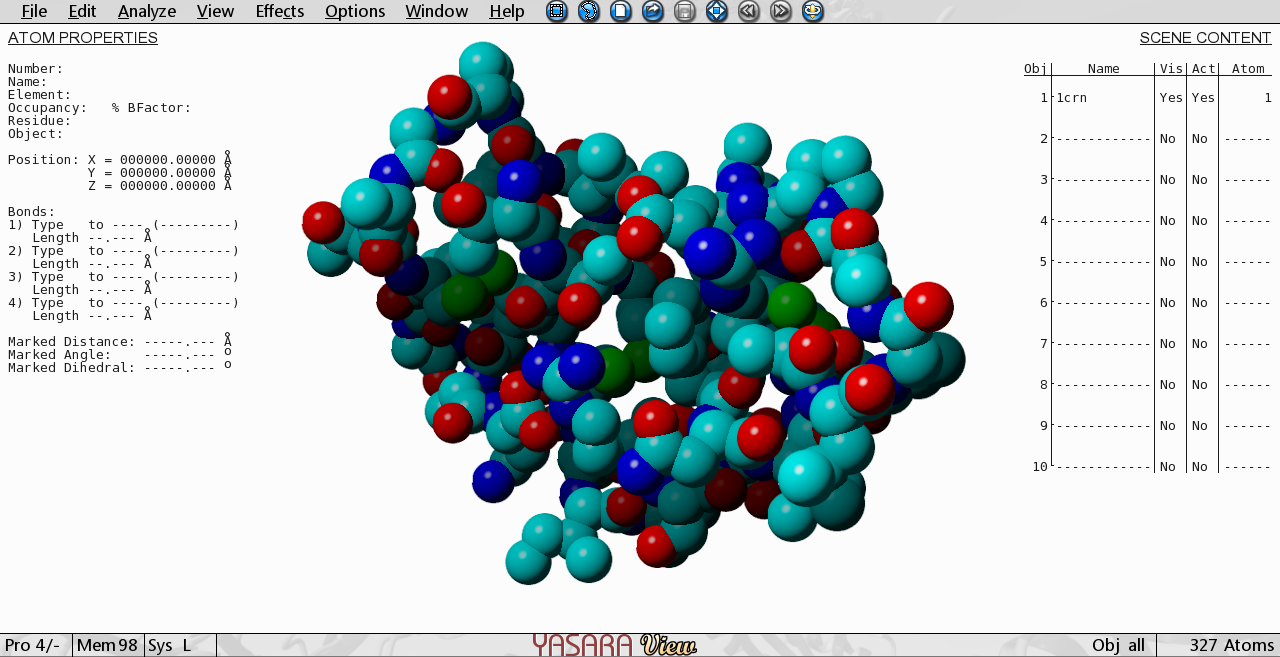 File Edit Analyze View Effects Options Window Help
ATOM PROPERTIES
SCENE CONTENT
Number:
Name:
Element:
Occupancy:   % BFactor:
Residue:
Object:
Position: X = 000000.00000 Å
Y = 000000.00000 Å
Z = 000000.00000 Å
Bonds:
1) Type   to ----.(---------)
Length --.--- Å
2) Type   to ----.(---------)
Length --.--- Å
3) Type   to ----.(---------)
Length --.--- Å
4) Type   to ----.(---------)
Length --.--- Å
Marked Distance: -----.--- Å
Marked Angle:    -----.--- o
Marked Dihedral: -----.--- o
Obj Name Vis Act Atom
1 1crn Yes Yes 1
2 ------------ No No ------
3 ------------ No No ------
4 ------------ No No ------
5 ------------ No No ------
6 ------------ No No ------
7 ------------ No No ------
8 ------------ No No ------
9 ------------ No No ------
10 ------------ No No ------
Pro 4/- Mem 98 Sys L YASARA View Obj all 327 Atoms